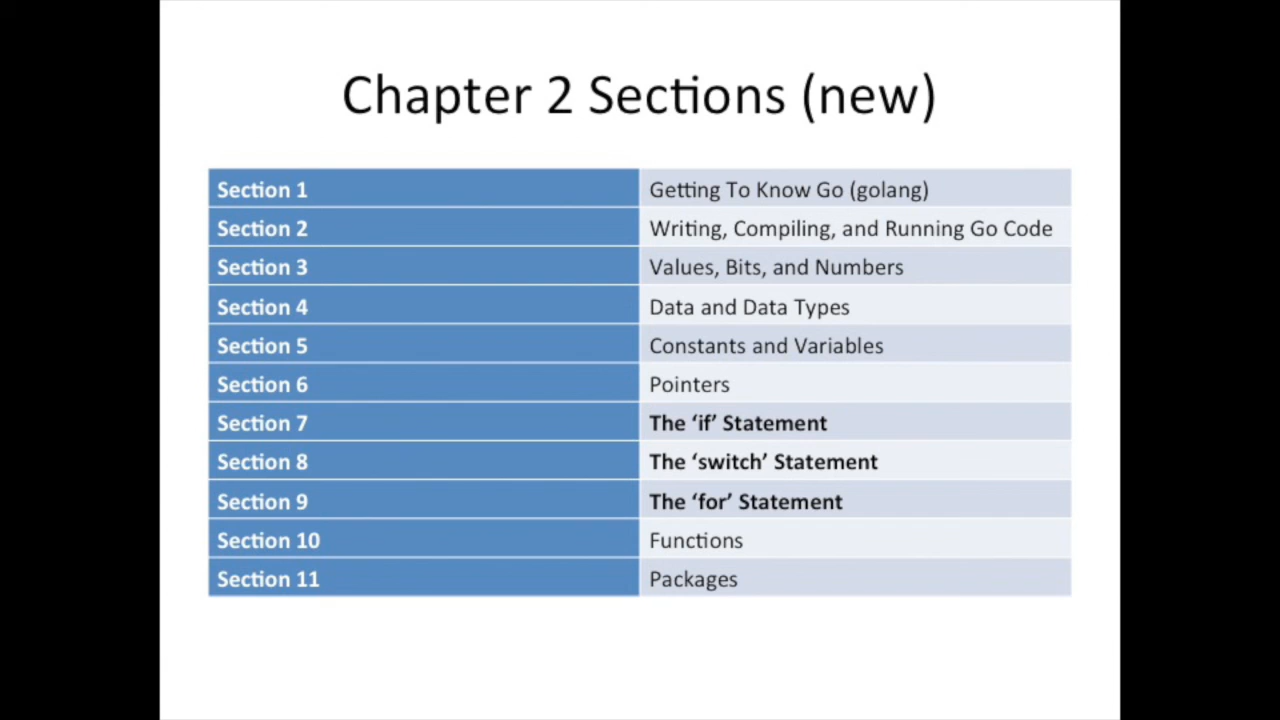 Chapter 2 Sections (new)
Section 1 Getting To Know Go (golang)
Section 2 Writing, Compiling, and Running Go Code
Section 3 Values, Bits, and Numbers
Section 4 Data and Data Types
Section 5 Constants and Variables
Section 6 Pointers
Section 7 The ‘if’ Statement
Section 8 The ‘switch’ Statement
Section 9 The ‘for’ Statement
Section 10 Functions
Section 11 Packages